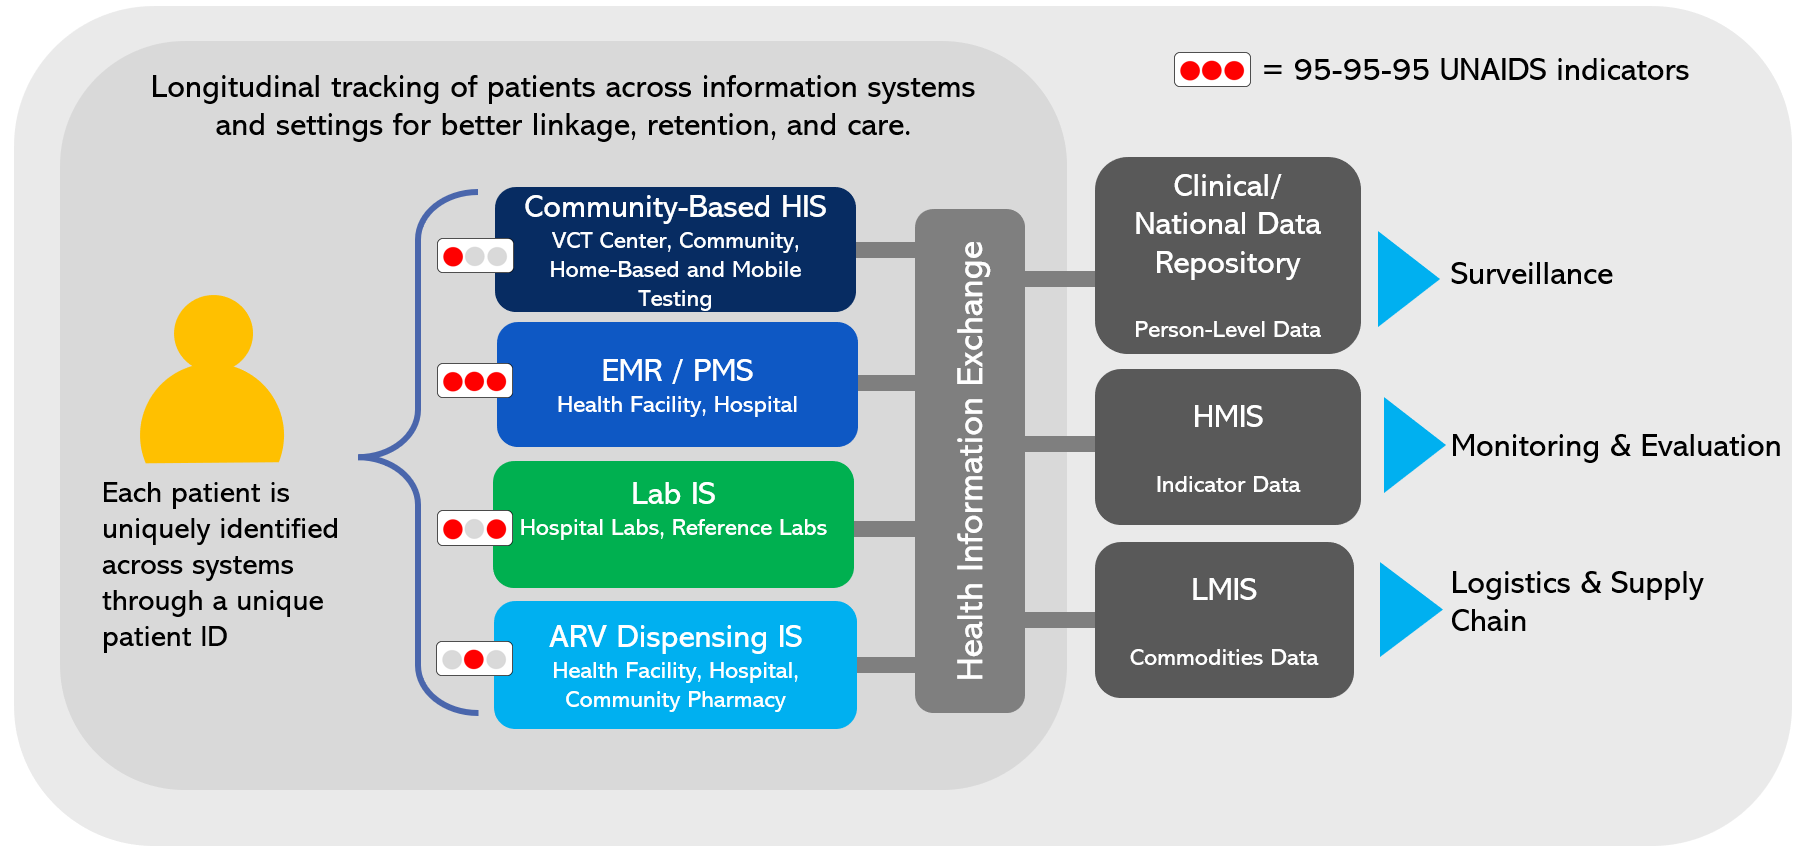 Longitudinal tracking of patients across information systems
and settings for better linkage, retention, and care.
= 95-95-95 UNAIDS indicators
Each patient is
uniquely identified
across systems
through a unique
patient ID
Community-Based HIS
VCT Center, Community,
Home-Based and Mobile
Testing
EMR / PMS
Health Facility, Hospital
Lab IS
Hospital Labs, Reference Labs
ARV Dispensing IS
Health Facility, Hospital,
Community Pharmacy
Health Information Exchange
Clinical/
National Data
Repository
Person-Level Data
Surveillance
HMIS
Indicator Data
Monitoring & Evaluation
LMIS
Commodities Data
Logistics & Supply
Chain